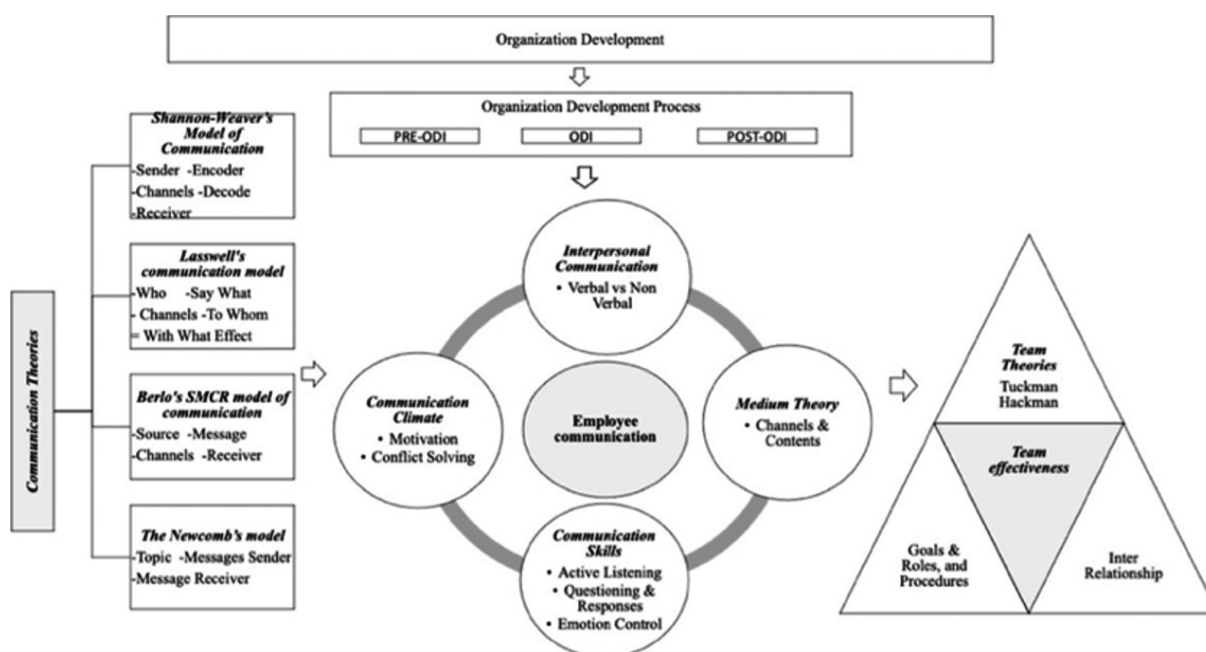 Organization Development
Organization Development Process
PRE-ODI
ODI
POST-ODI
Communication Theories
Shannon-Weaver's
Model of
Communication
-Sender -Encoder
-Channels -Decode
-Receiver
Lasswell's
communication model
-Who -Say What
- Channels -To Whom
= With What Effect
Berlo's SMCR model of
communication
-Source -Message
-Channels -Receiver
The Newcomb's model
-Topic -Messages Sender
-Message Receiver
Interpersonal
Communication
• Verbal vs Non
Verbal
Communication
Climate
• Motivation
• Conflict Solving
Employee
communication
Medium Theory
• Channels &
Contents
Communication
Skills
• Active Listening
• Questioning &
Responses
• Emotion Control
Team
Theories
Tuckman
Hackman
Team
effectiveness
Goals &
Roles, and
Procedures
Inter
Relationship